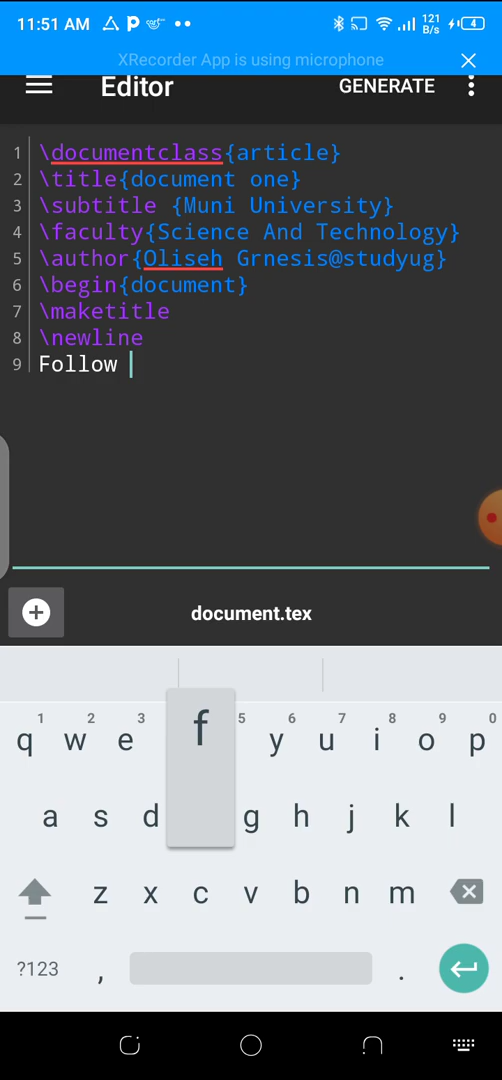 11:51 AM 121 B/s 4
XRecorder App is using microphone
Editor GENERATE
1 \documentclass{article}
2 \title{document one}
3 \subtitle {Muni University}
4 \faculty{Science And Technology}
5 \author{Oliseh Grnesis@studyug}
6 \begin{document}
7 \maketitle
8 \newline
9 Follow
document.tex
1 2 3 5 6 7 8 9 0
q w e f y u i o p
a s d g h j k l
z x c v b n m
?123 , .